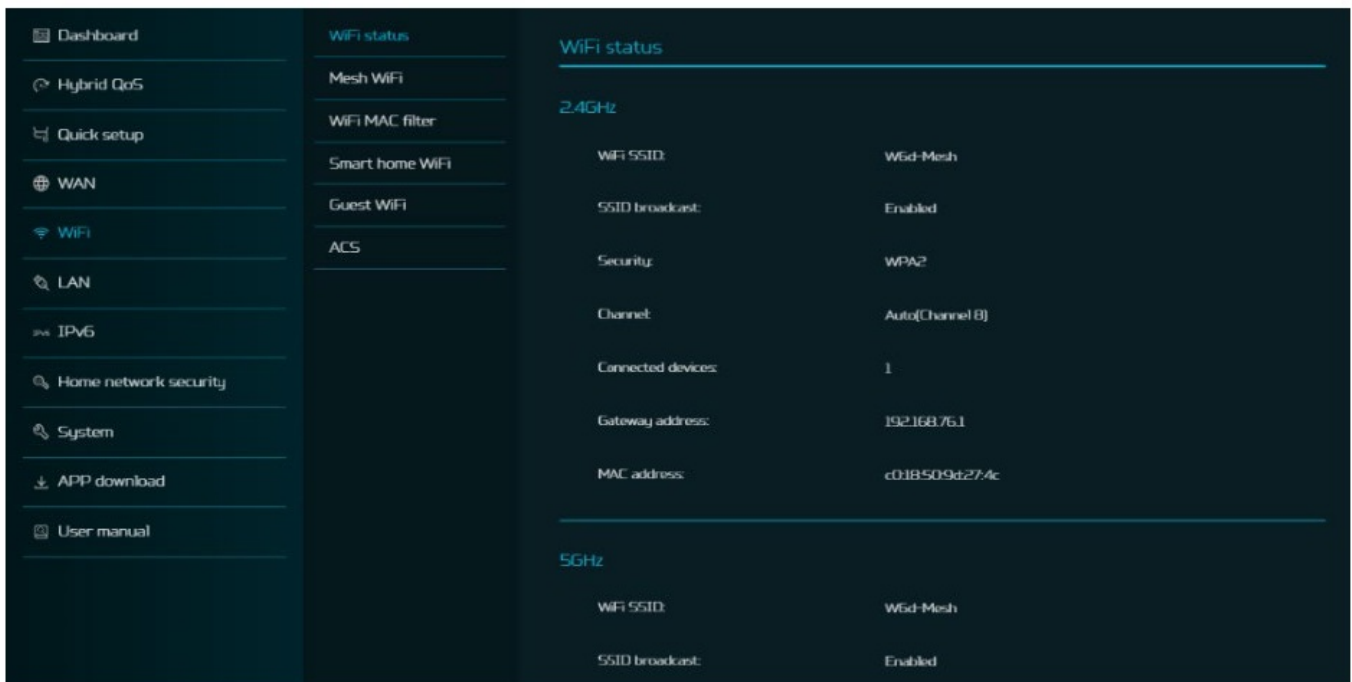 Dashboard
Hybrid QoS
Quick setup
WAN
WiFi
LAN
IPv6
Home network security
System
APP download
User manual
WiFi status
Mesh WiFi
WiFi MAC filter
Smart home WiFi
Guest WiFi
ACS
WiFi status
2.4GHz
WiFi SSID: W6d-Mesh
SSID broadcast: Enabled
Security: WPA2
Channel: Auto(Channel 8)
Connected devices: 1
Gateway address: 192.168.76.1
MAC address: c0:18:50:9d:27:4c
5GHz
WiFi SSID: W6d-Mesh
SSID broadcast: Enabled